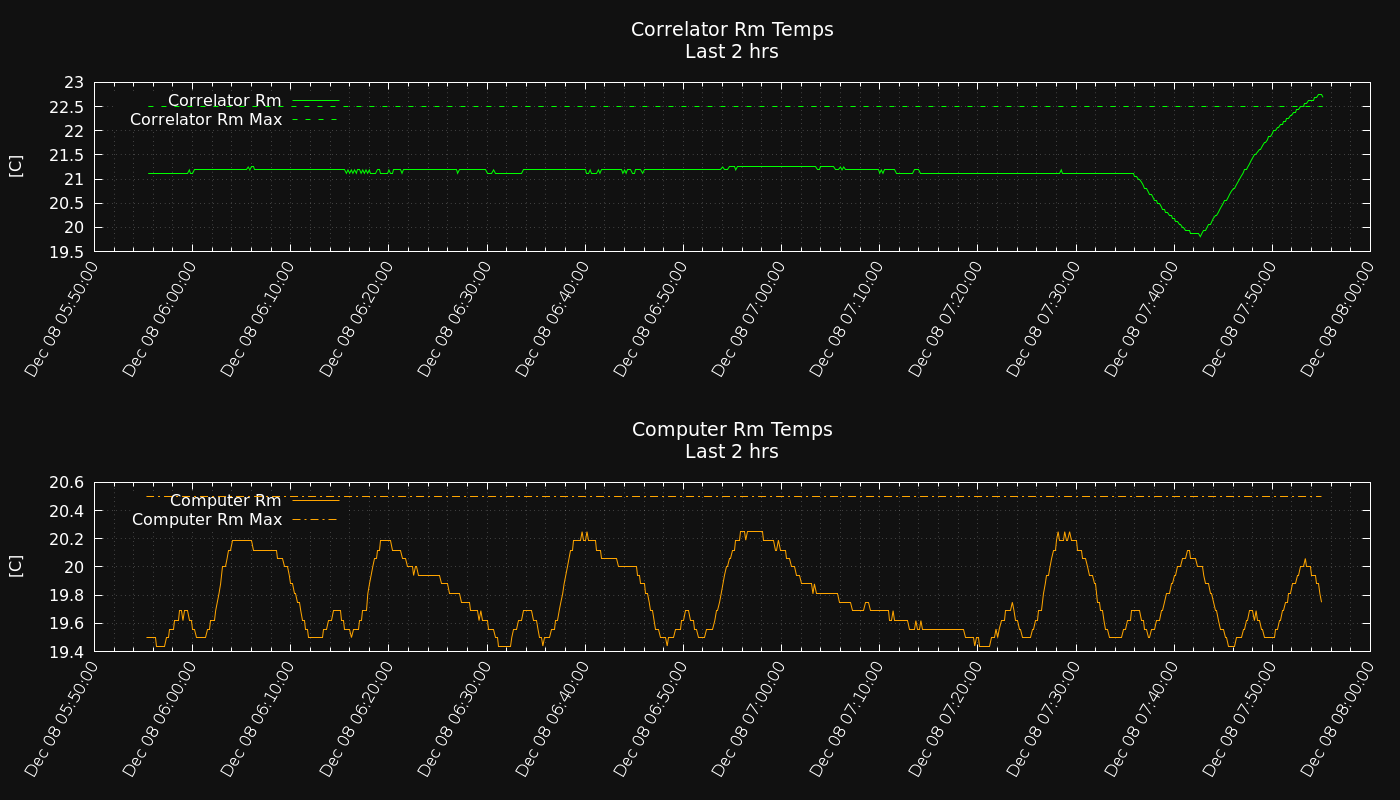 Correlator Rm Temps
Last 2 hrs
[C]
23
22.5
22
21.5
21
20.5
20
19.5
Correlator Rm
Correlator Rm Max
Dec 08 05:50:00
Dec 08 06:00:00
Dec 08 06:10:00
Dec 08 06:20:00
Dec 08 06:30:00
Dec 08 06:40:00
Dec 08 06:50:00
Dec 08 07:00:00
Dec 08 07:10:00
Dec 08 07:20:00
Dec 08 07:30:00
Dec 08 07:40:00
Dec 08 07:50:00
Dec 08 08:00:00
Computer Rm Temps
Last 2 hrs
[C]
20.6
20.4
20.2
20
19.8
19.6
19.4
Computer Rm
Computer Rm Max
Dec 08 05:50:00
Dec 08 06:00:00
Dec 08 06:10:00
Dec 08 06:20:00
Dec 08 06:30:00
Dec 08 06:40:00
Dec 08 06:50:00
Dec 08 07:00:00
Dec 08 07:10:00
Dec 08 07:20:00
Dec 08 07:30:00
Dec 08 07:40:00
Dec 08 07:50:00
Dec 08 08:00:00